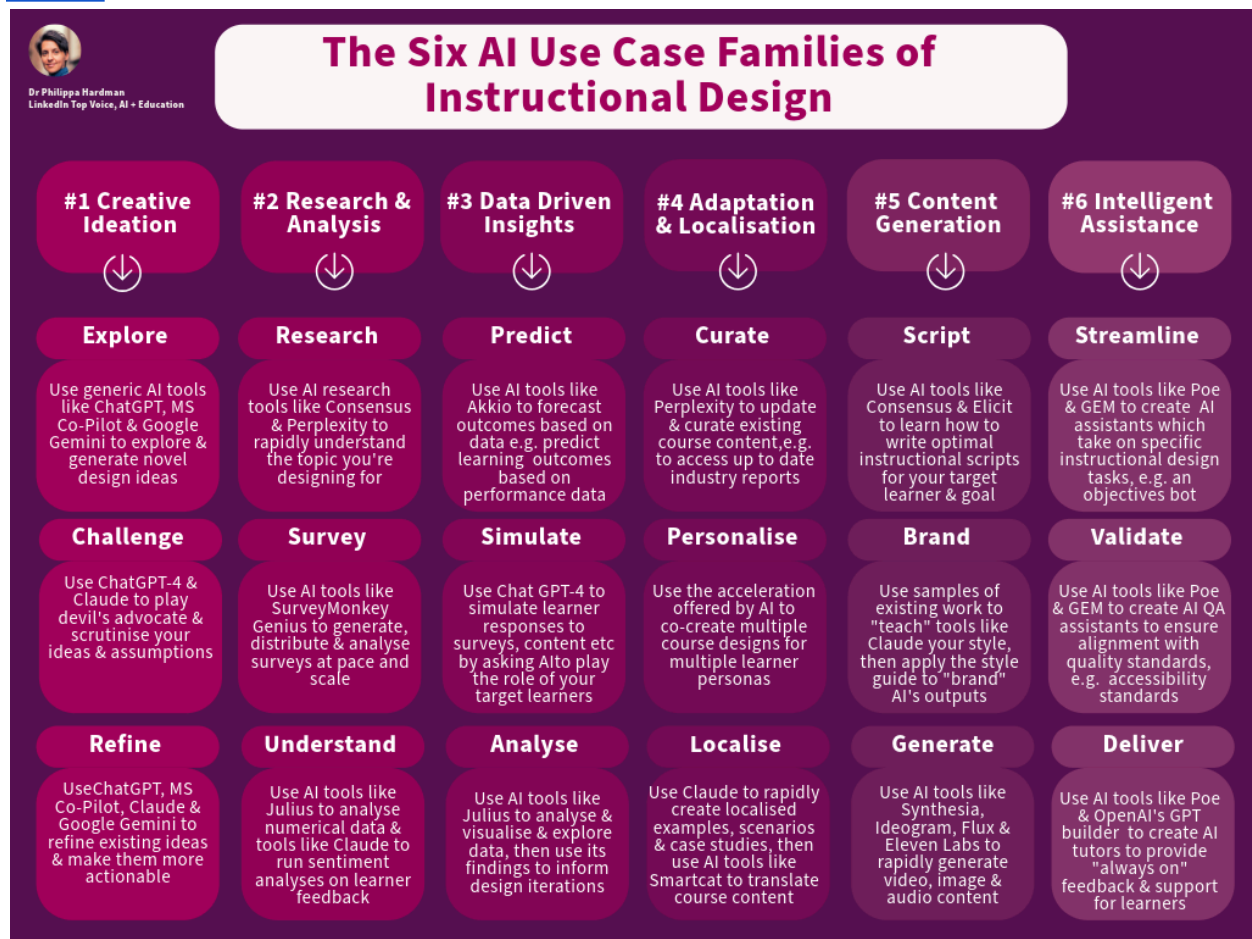 Dr Philippa Hardman
LinkedIn Top Voice, AI + Education
The Six AI Use Case Families of
Instructional Design
#1 Creative
Ideation
#2 Research &
Analysis
#3 Data Driven
Insights
#4 Adaptation
& Localisation
#5 Content
Generation
#6 Intelligent
Assistance
Explore
Use generic AI tools
like ChatGPT, MS
Co-Pilot & Google
Gemini to explore &
generate novel
design ideas
Research
Use AI research
tools like Consensus
& Perplexity to
rapidly understand
the topic you're
designing for
Predict
Use AI tools like
Akkio to forecast
outcomes based on
data e.g. predict
learning outcomes
based on
performance data
Curate
Use AI tools like
Perplexity to update
& curate existing
course content,e.g.
to access up to date
industry reports
Script
Use AI tools like
Consensus & Elicit
to learn how to
write optimal
instructional scripts
for your target
learner & goal
Streamline
Use AI tools like Poe
& GEM to create AI
assistants which
take on specific
instructional design
tasks, e.g. an
objectives bot
Challenge
Use ChatGPT-4 &
Claude to play
devil's advocate &
scrutinise your
ideas & assumptions
Survey
Use AI tools like
SurveyMonkey
Genius to generate,
distribute & analyse
surveys at pace and
scale
Simulate
Use Chat GPT-4 to
simulate learner
responses to
surveys, content etc
by asking AIto play
the role of your
target learners
Personalise
Use the acceleration
offered by AI to
co-create multiple
course designs for
multiple learner
personas
Brand
Use samples of
existing work to
"teach" tools like
Claude your style,
then apply the style
guide to "brand"
AI's outputs
Validate
Use AI tools like Poe
& GEM to create AI QA
assistants to ensure
alignment with
quality standards,
e.g. accessibility
standards
Refine
UseChatGPT, MS
Co-Pilot, Claude &
Google Gemini to
refine existing ideas
& make them more
actionable
Understand
Use AI tools like
Julius to analyse
numerical data &
tools like Claude to
run sentiment
analyses on learner
feedback
Analyse
Use AI tools like
Julius to analyse &
visualise & explore
data, then use its
findings to inform
design iterations
Localise
Use Claude to rapidly
create localised
examples, scenarios
& case studies, then
use AI tools like
Smartcat to translate
course content
Generate
Use AI tools like
Synthesia,
Ideogram, Flux &
Eleven Labs to
rapidly generate
video, image &
audio content
Deliver
Use AI tools like Poe
& OpenAI's GPT
builder to create AI
tutors to provide
"always on"
feedback & support
for learners